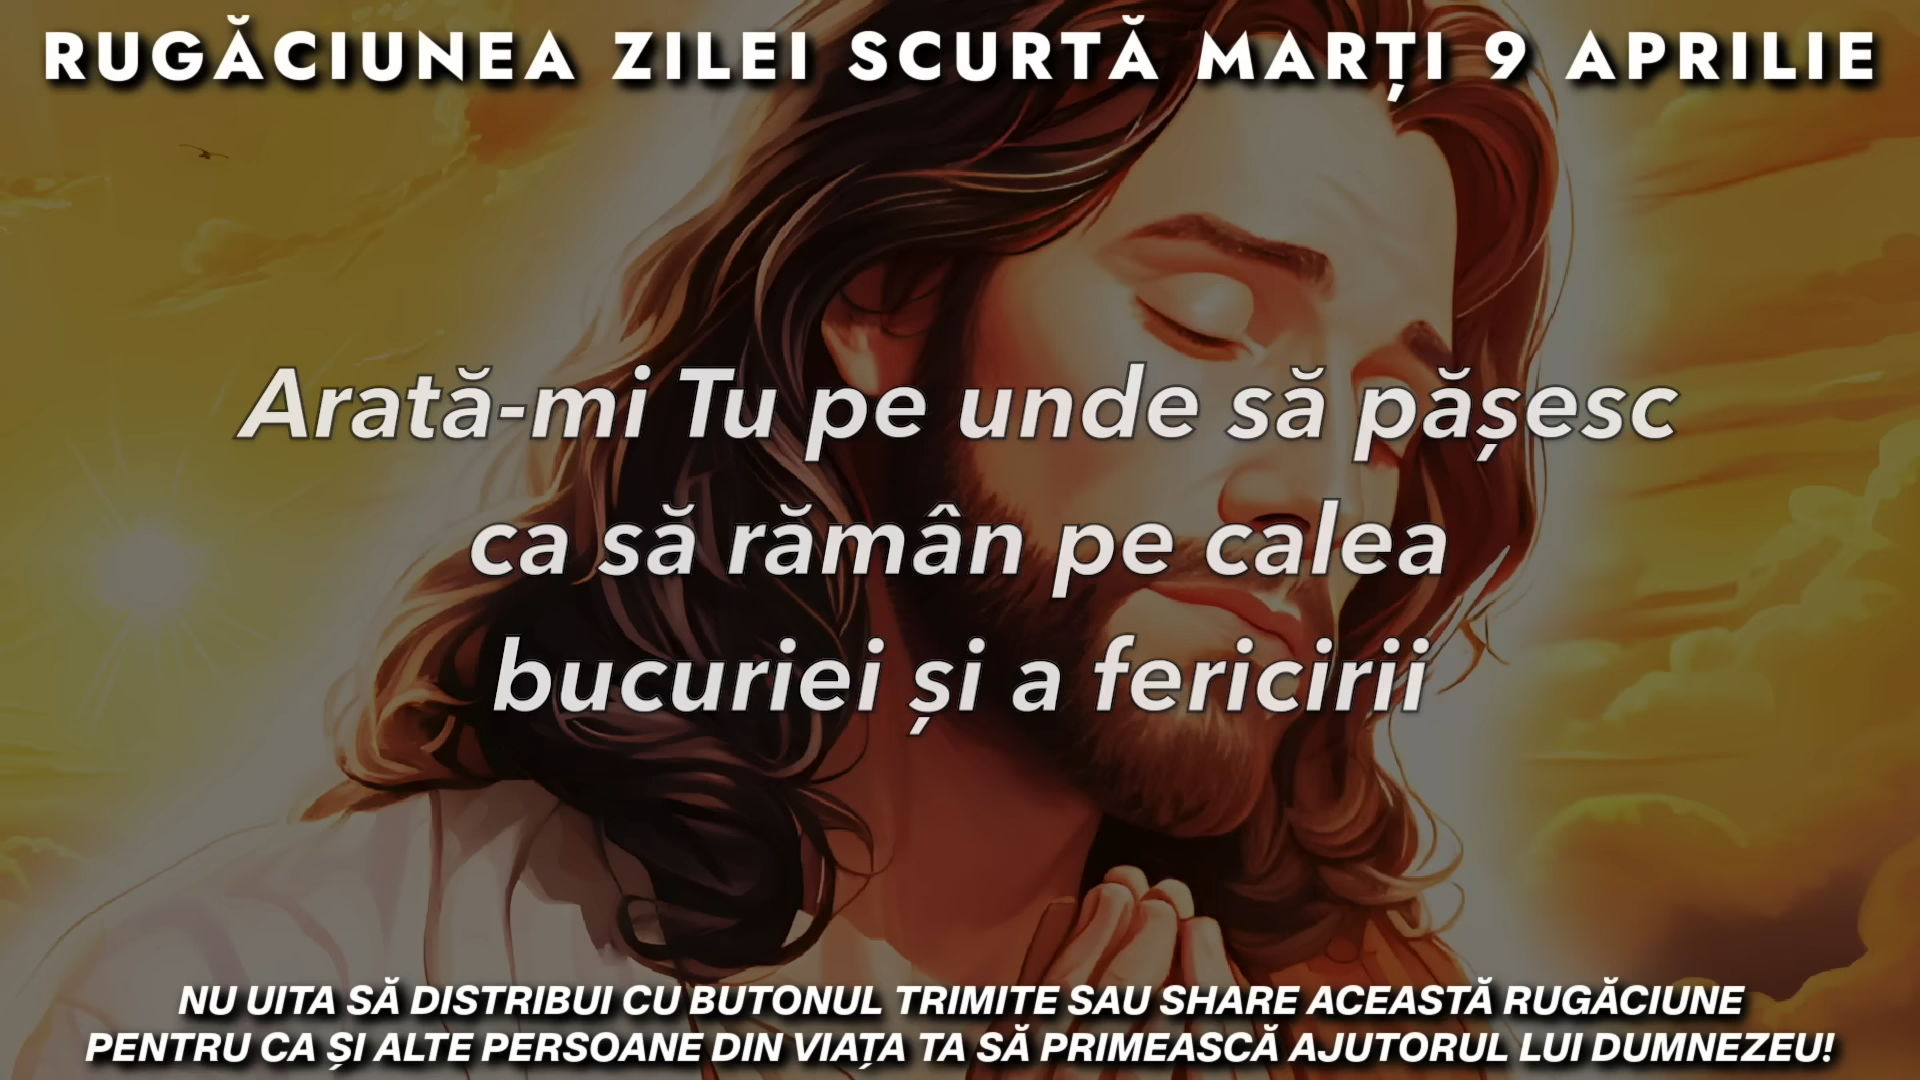 RUGĂCIUNEA ZILEI SCURTĂ MARȚI 9 APRILIE
Arată-mi Tu pe unde să pășesc
ca să rămân pe calea
bucuriei și a fericirii
NU UITA SĂ DISTRIBUI CU BUTONUL TRIMITE SAU SHARE ACEASTĂ RUGĂCIUNE
PENTRU CA ȘI ALTE PERSOANE DIN VIAȚA TA SĂ PRIMEASCĂ AJUTORUL LUI DUMNEZEU!